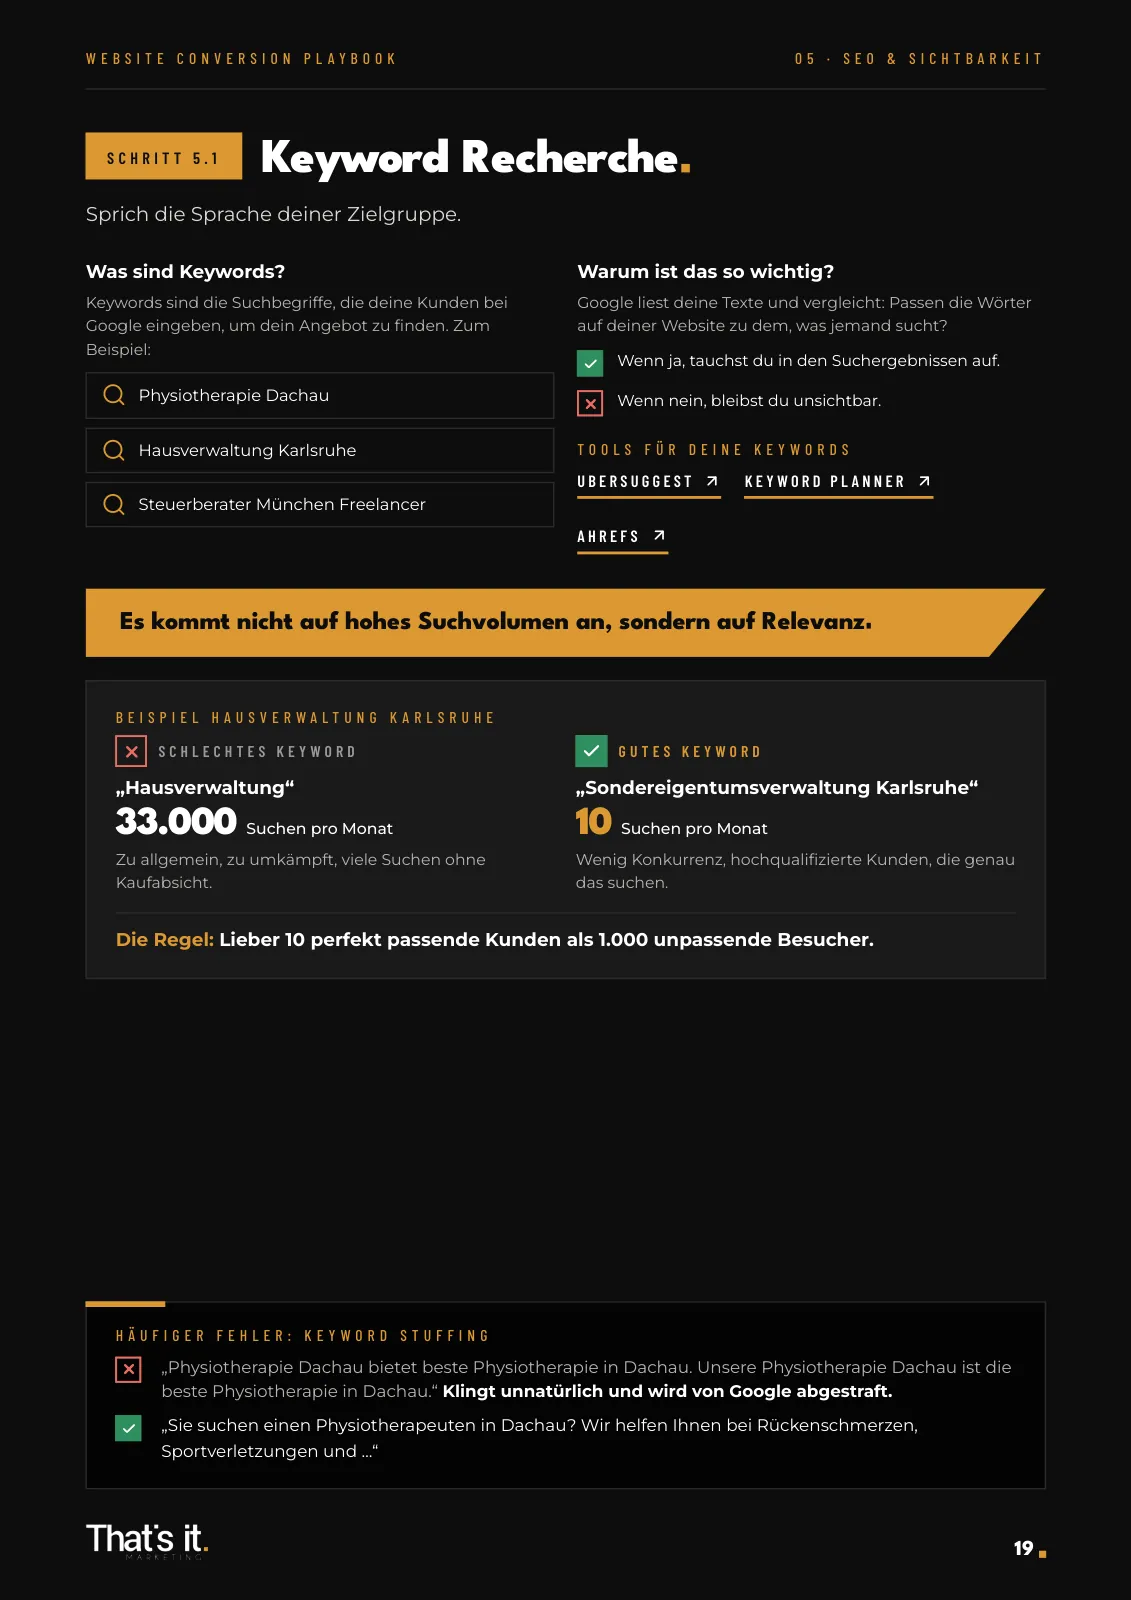 WEBSITE CONVERSION PLAYBOOK
05 · SEO & SICHTBARKEIT
SCHRITT 5.1
Keyword Recherche.
Sprich die Sprache deiner Zielgruppe.
Was sind Keywords?
Keywords sind die Suchbegriffe, die deine Kunden bei
Google eingeben, um dein Angebot zu finden. Zum
Beispiel:
Physiotherapie Dachau
Hausverwaltung Karlsruhe
Steuerberater München Freelancer
Warum ist das so wichtig?
Google liest deine Texte und vergleicht: Passen die Wörter
auf deiner Website zu dem, was jemand sucht?
Wenn ja, tauchst du in den Suchergebnissen auf.
Wenn nein, bleibst du unsichtbar.
TOOLS FÜR DEINE KEYWORDS
UBERSUGGEST
KEYWORD PLANNER
AHREFS
Es kommt nicht auf hohes Suchvolumen an, sondern auf Relevanz.
BEISPIEL HAUSVERWALTUNG KARLSRUHE
SCHLECHTES KEYWORD
„Hausverwaltung“
33.000 Suchen pro Monat
Zu allgemein, zu umkämpft, viele Suchen ohne
Kaufabsicht.
GUTES KEYWORD
„Sondereigentumsverwaltung Karlsruhe“
10 Suchen pro Monat
Wenig Konkurrenz, hochqualifizierte Kunden, die genau
das suchen.
Die Regel: Lieber 10 perfekt passende Kunden als 1.000 unpassende Besucher.
HÄUFIGER FEHLER: KEYWORD STUFFING
„Physiotherapie Dachau bietet beste Physiotherapie in Dachau. Unsere Physiotherapie Dachau ist die
beste Physiotherapie in Dachau.“ Klingt unnatürlich und wird von Google abgestraft.
„Sie suchen einen Physiotherapeuten in Dachau? Wir helfen Ihnen bei Rückenschmerzen,
Sportverletzungen und ...“
That's it.
MARKETING
19